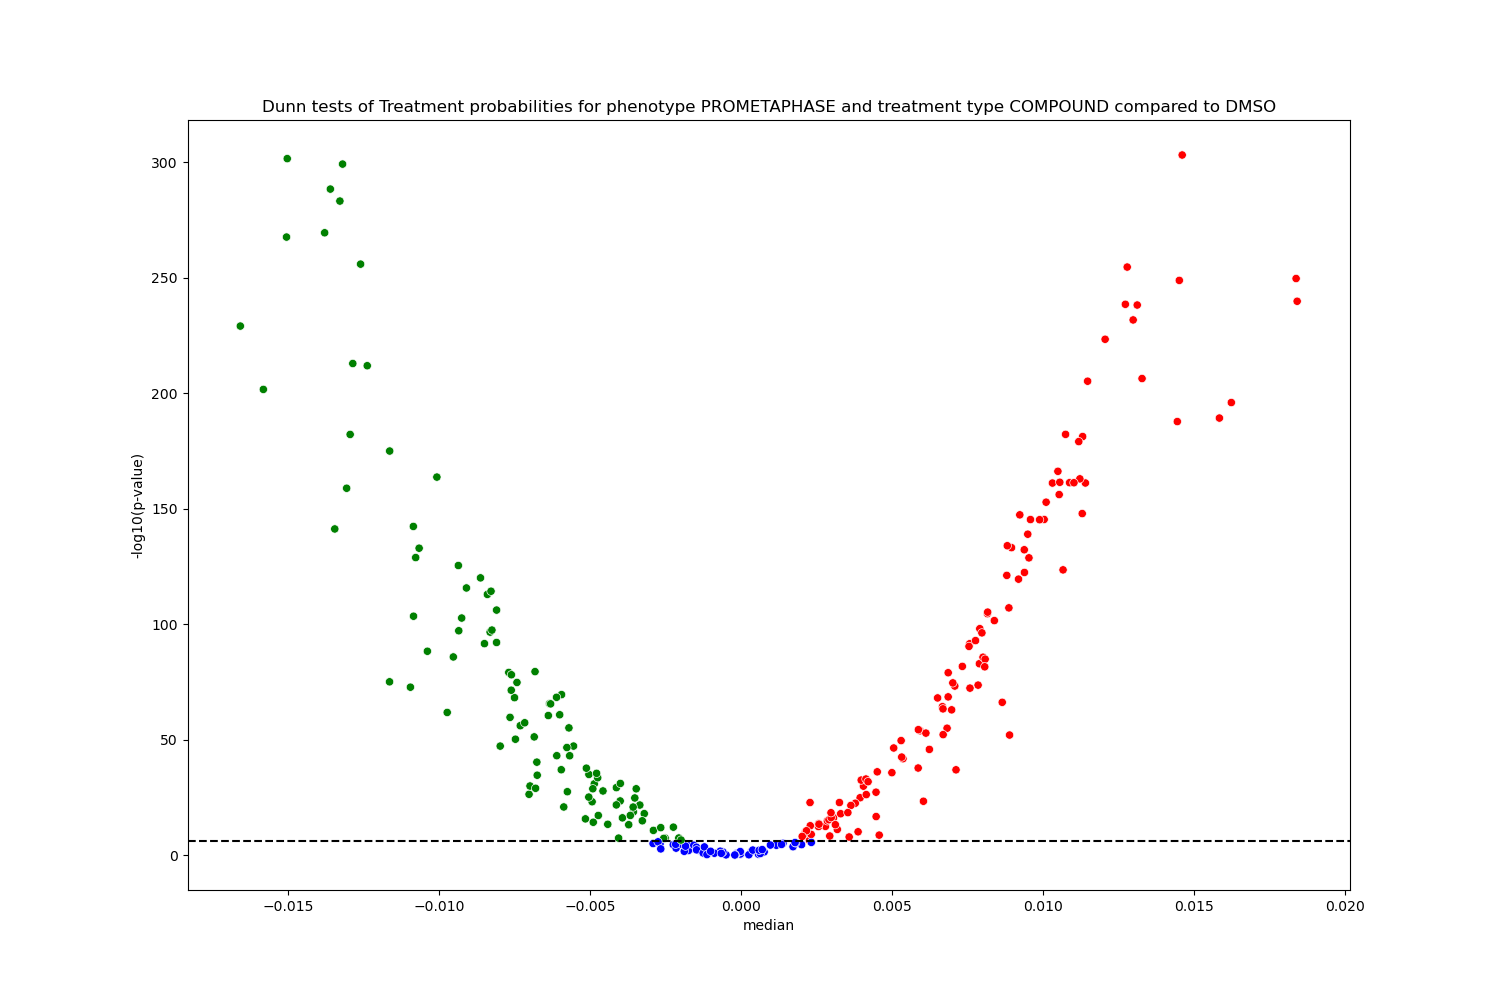 Dunn tests of Treatment probabilities for phenotype PROMETAPHASE and treatment type COMPOUND compared to DMSO
300
250
200
150
100
50
0
-log10(p-value)
−0.015 −0.010 −0.005 0.000 0.005 0.010 0.015 0.020
median